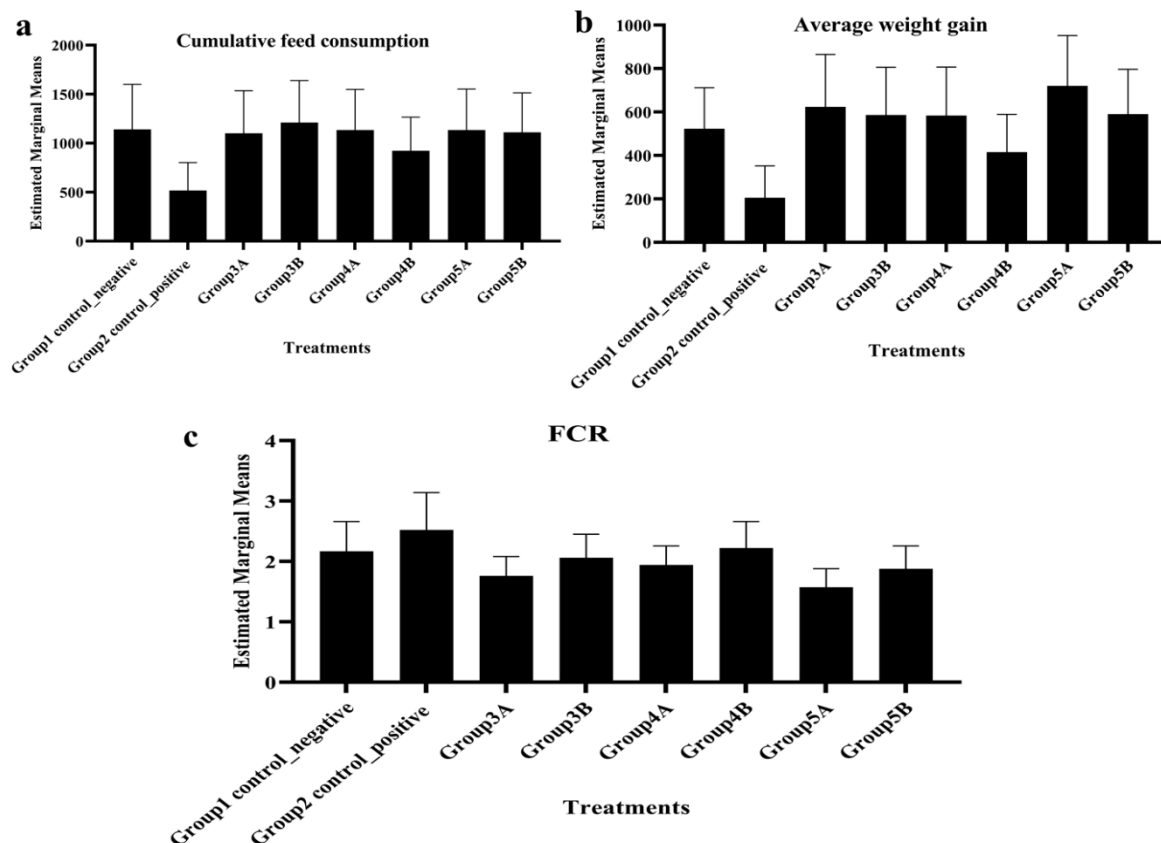 a
Cumulative feed consumption
Estimated Marginal Means
2000
1500
1000
500
0
Group1 control_negative
Group2 control_positive
Group3A
Group3B
Group4A
Group4B
Group5A
Group5B
Treatments
b
Average weight gain
Estimated Marginal Means
1000
800
600
400
200
0
Group1 control_negative
Group2 control_positive
Group3A
Group3B
Group4A
Group4B
Group5A
Group5B
Treatments
c
FCR
Estimated Marginal Means
4
3
2
1
0
Group1 control_negative
Group2 control_positive
Group3A
Group3B
Group4A
Group4B
Group5A
Group5B
Treatments